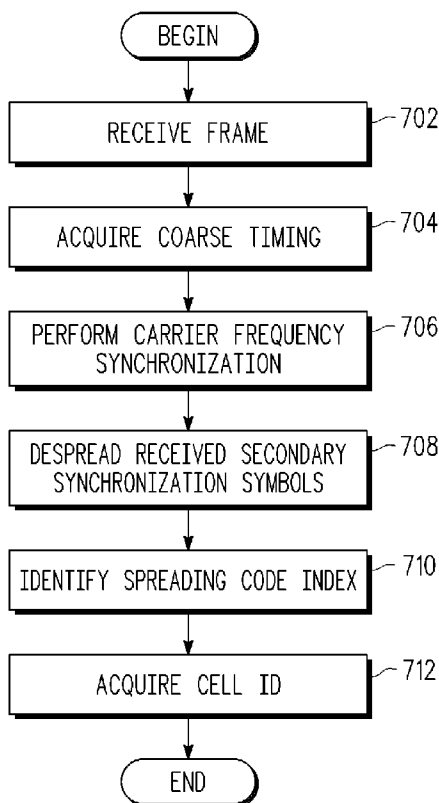 BEGIN
RECEIVE FRAME
702
ACQUIRE COARSE TIMING
704
PERFORM CARRIER FREQUENCY
SYNCHRONIZATION
706
DESPREAD RECEIVED SECONDARY
SYNCHRONIZATION SYMBOLS
708
IDENTIFY SPREADING CODE INDEX
710
ACQUIRE CELL ID
712
END